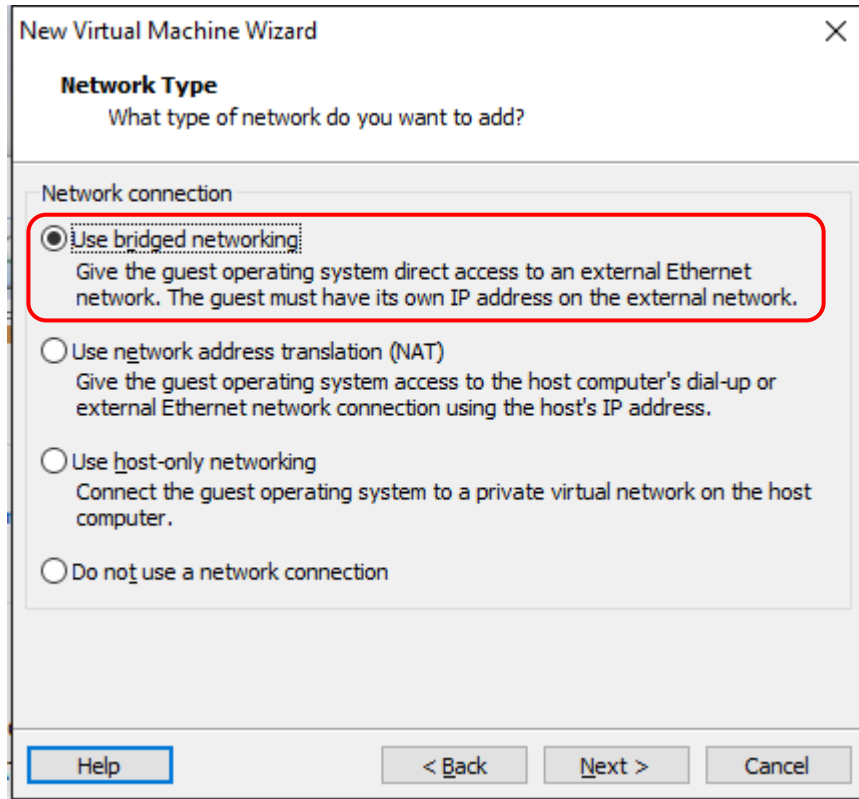 New Virtual Machine Wizard
Network Type
What type of network do you want to add?
Network connection
Use bridged networking
Give the guest operating system direct access to an external Ethernet
network. The guest must have its own IP address on the external network.
Use network address translation (NAT)
Give the guest operating system access to the host computer's dial-up or
external Ethernet network connection using the host's IP address.
Use host-only networking
Connect the guest operating system to a private virtual network on the host
computer.
Do not use a network connection
Help < Back Next > Cancel